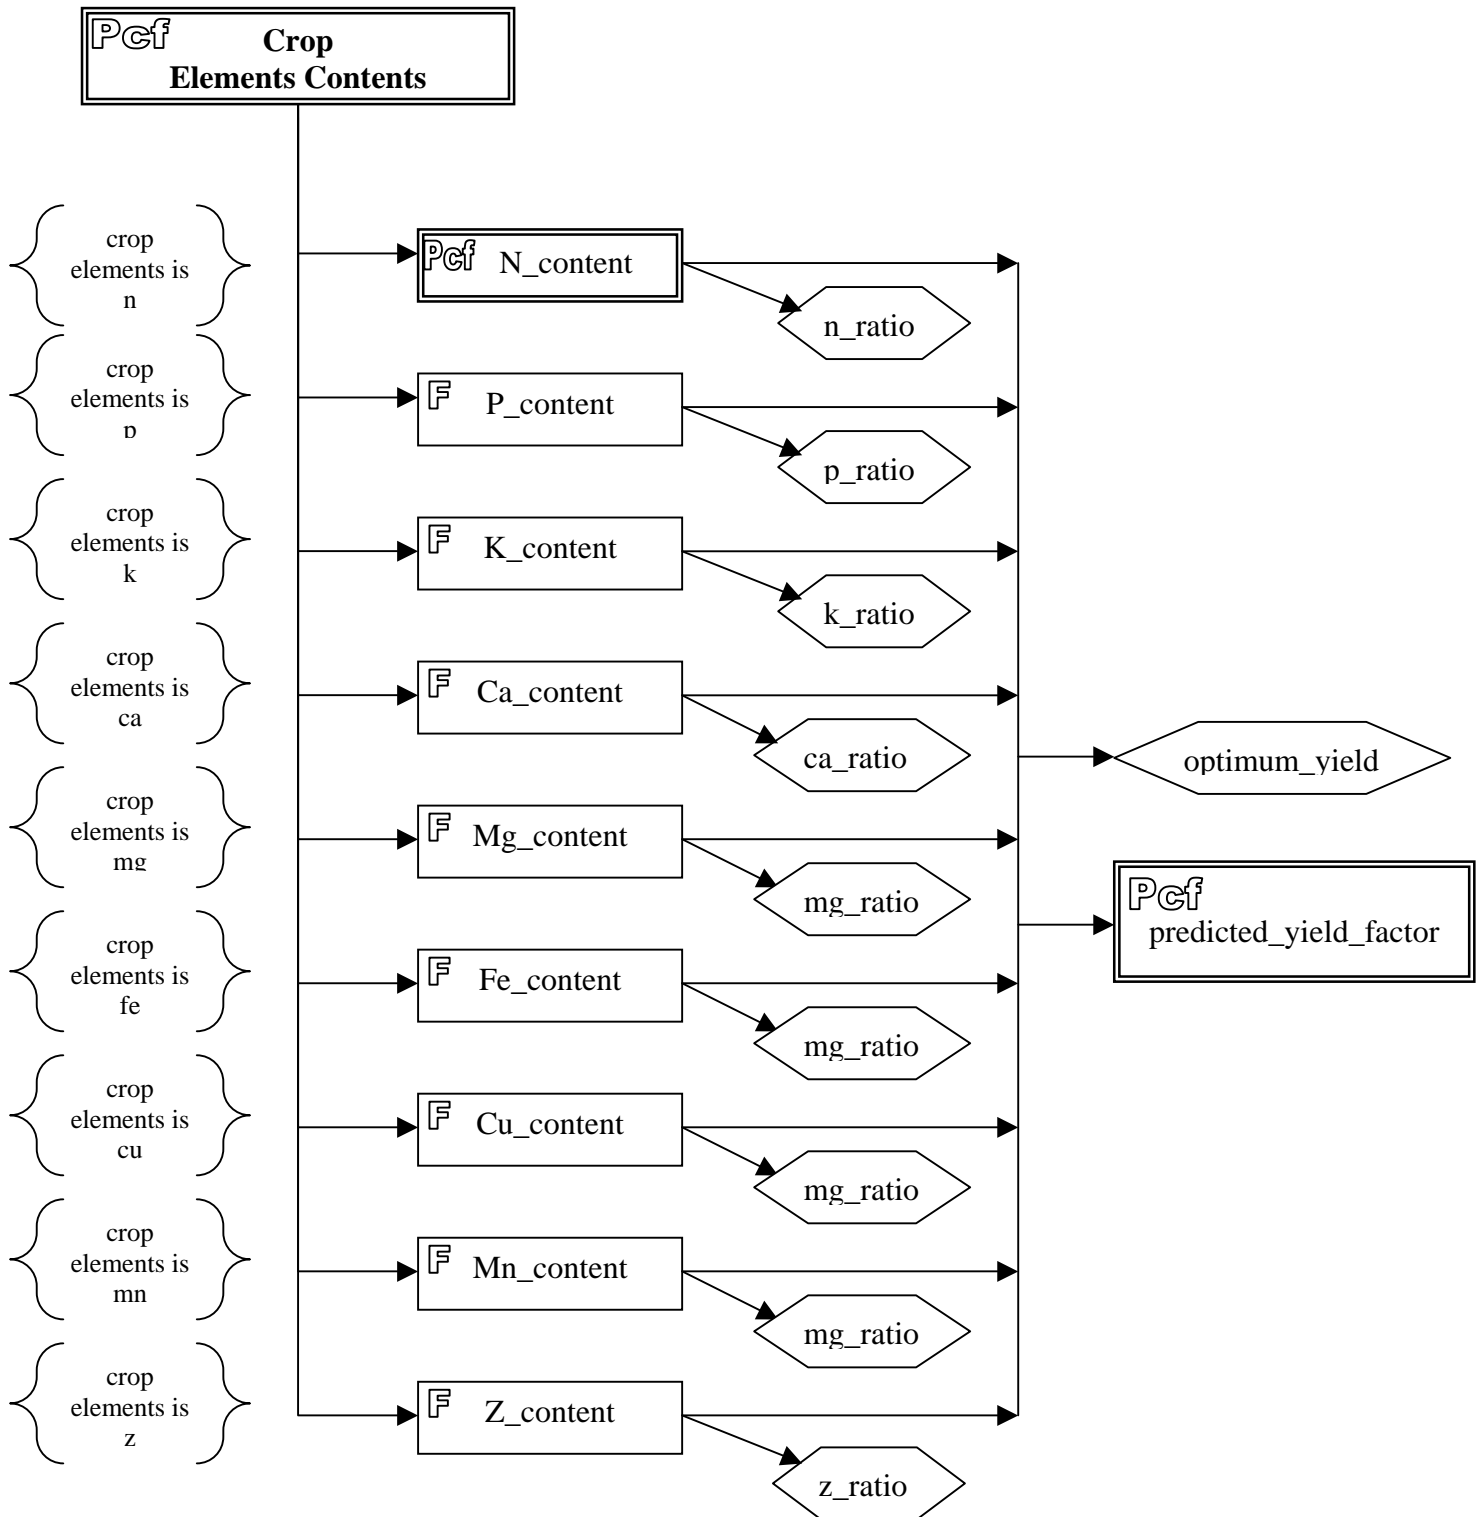 Pcf Crop
Elements Contents
crop
elements is
n
Pcf N_content
n_ratio
crop
elements is
p
F P_content
p_ratio
crop
elements is
k
F K_content
k_ratio
crop
elements is
ca
F Ca_content
ca_ratio
optimum_yield
crop
elements is
mg
F Mg_content
mg_ratio
Pcf
predicted_yield_factor
crop
elements is
fe
F Fe_content
mg_ratio
crop
elements is
cu
F Cu_content
mg_ratio
crop
elements is
mn
F Mn_content
mg_ratio
crop
elements is
z
F Z_content
z_ratio